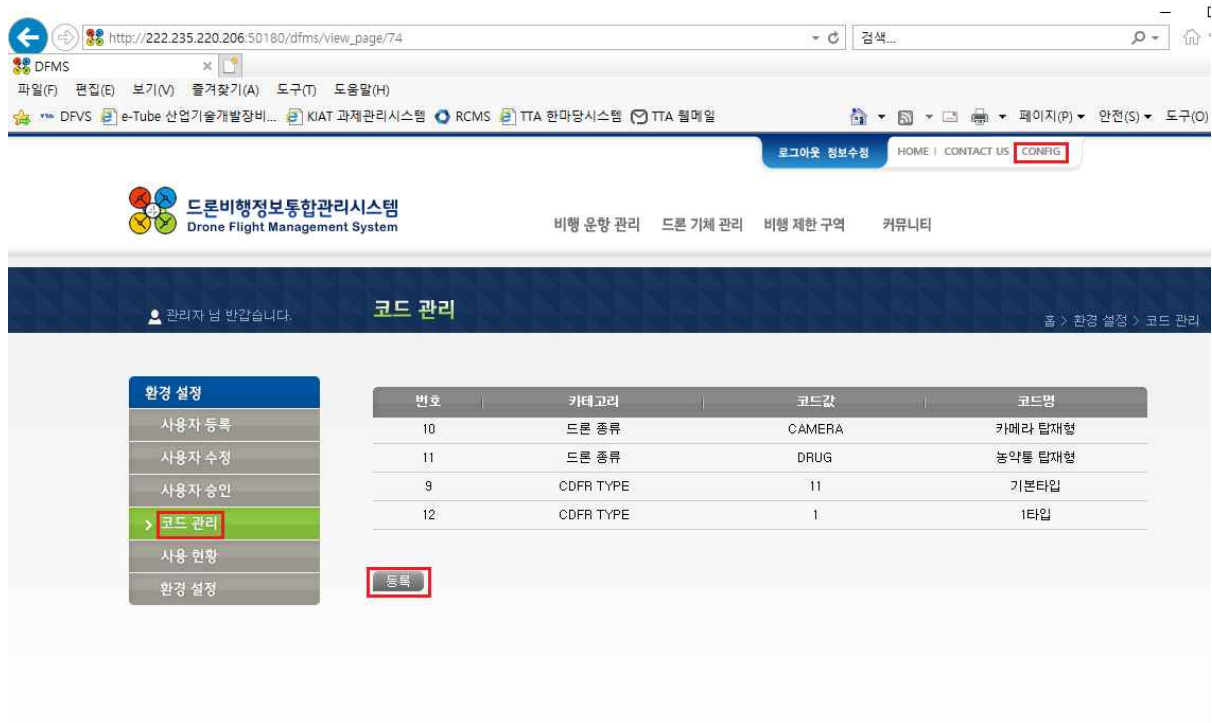 http://222.235.220.206:50180/dfms/view_page/74
검색...
DFMS
파일(F) 편집(E) 보기(V) 즐겨찾기(A) 도구(T) 도움말(H)
DFVS e-Tube 산업기술개발장비... KIAT 과제관리시스템 RCMS TTA 한마당시스템 TTA 웹메일 페이지(P) 안전(S) 도구(O)
로그아웃 정보수정 HOME | CONTACT US CONFIG
드론비행정보통합관리시스템
Drone Flight Management System
비행 운항 관리 드론 기체 관리 비행 제한 구역 커뮤니티
관리자 님 반갑습니다.
코드 관리
홈 > 환경 설정 > 코드 관리
환경 설정
사용자 등록
사용자 수정
사용자 승인
> 코드 관리
사용 현황
환경 설정
번호 카테고리 코드값 코드명
10 드론 종류 CAMERA 카메라 탑재형
11 드론 종류 DRUG 농약통 탑재형
9 CDFR TYPE 11 기본타입
12 CDFR TYPE 1 1타입
등록